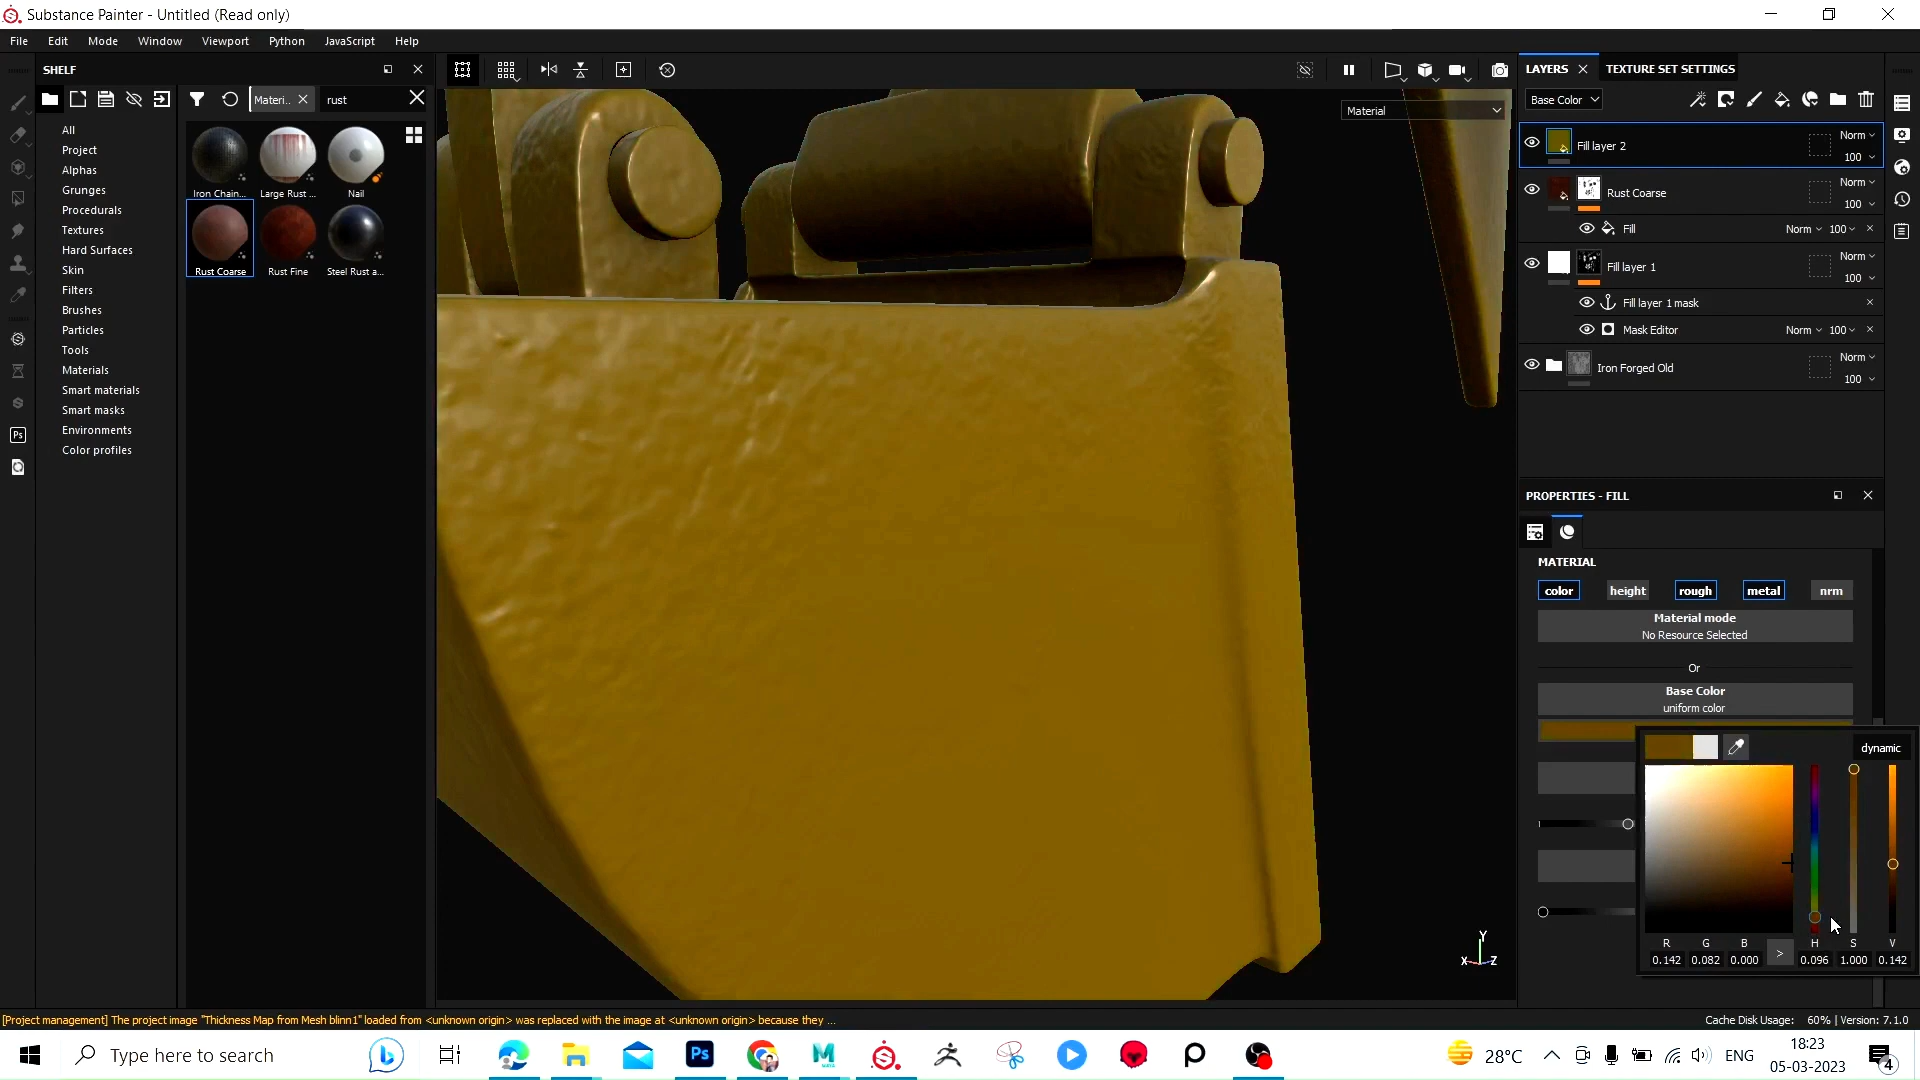 Substance Painter - Untitled (Read only)
File Edit Mode Window Viewport Python JavaScript Help
SHELF
Materi..
rust
All
Project
Alphas
Grunges
Procedurals
Textures
Hard Surfaces
Skin
Filters
Brushes
Particles
Tools
Materials
Smart materials
Smart masks
Environments
Color profiles
Iron Chain... Large Rust ... Nail
Rust Coarse Rust Fine Steel Rust a...
Material
Y
X Z
LAYERS TEXTURE SET SETTINGS
Base Color
Fill layer 2 Norm
100
Rust Coarse Norm
100
Fill Norm 100
Fill layer 1 Norm
100
Fill layer 1 mask
Mask Editor Norm 100
Iron Forged Old Norm
100
PROPERTIES - FILL
MATERIAL
color height rough metal nrm
Material mode
No Resource Selected
Or
Base Color
uniform color
dynamic
R G B > H S V
0.142 0.082 0.000 0.096 1.000 0.142
[Project management] The project image "Thickness Map from Mesh blinn1" loaded from <unknown origin> was replaced with the image at <unknown origin> because they ...
Cache Disk Usage: 60% | Version: 7.1.0
Type here to search
Ps
28°C
ENG
18:23
05-03-2023
4